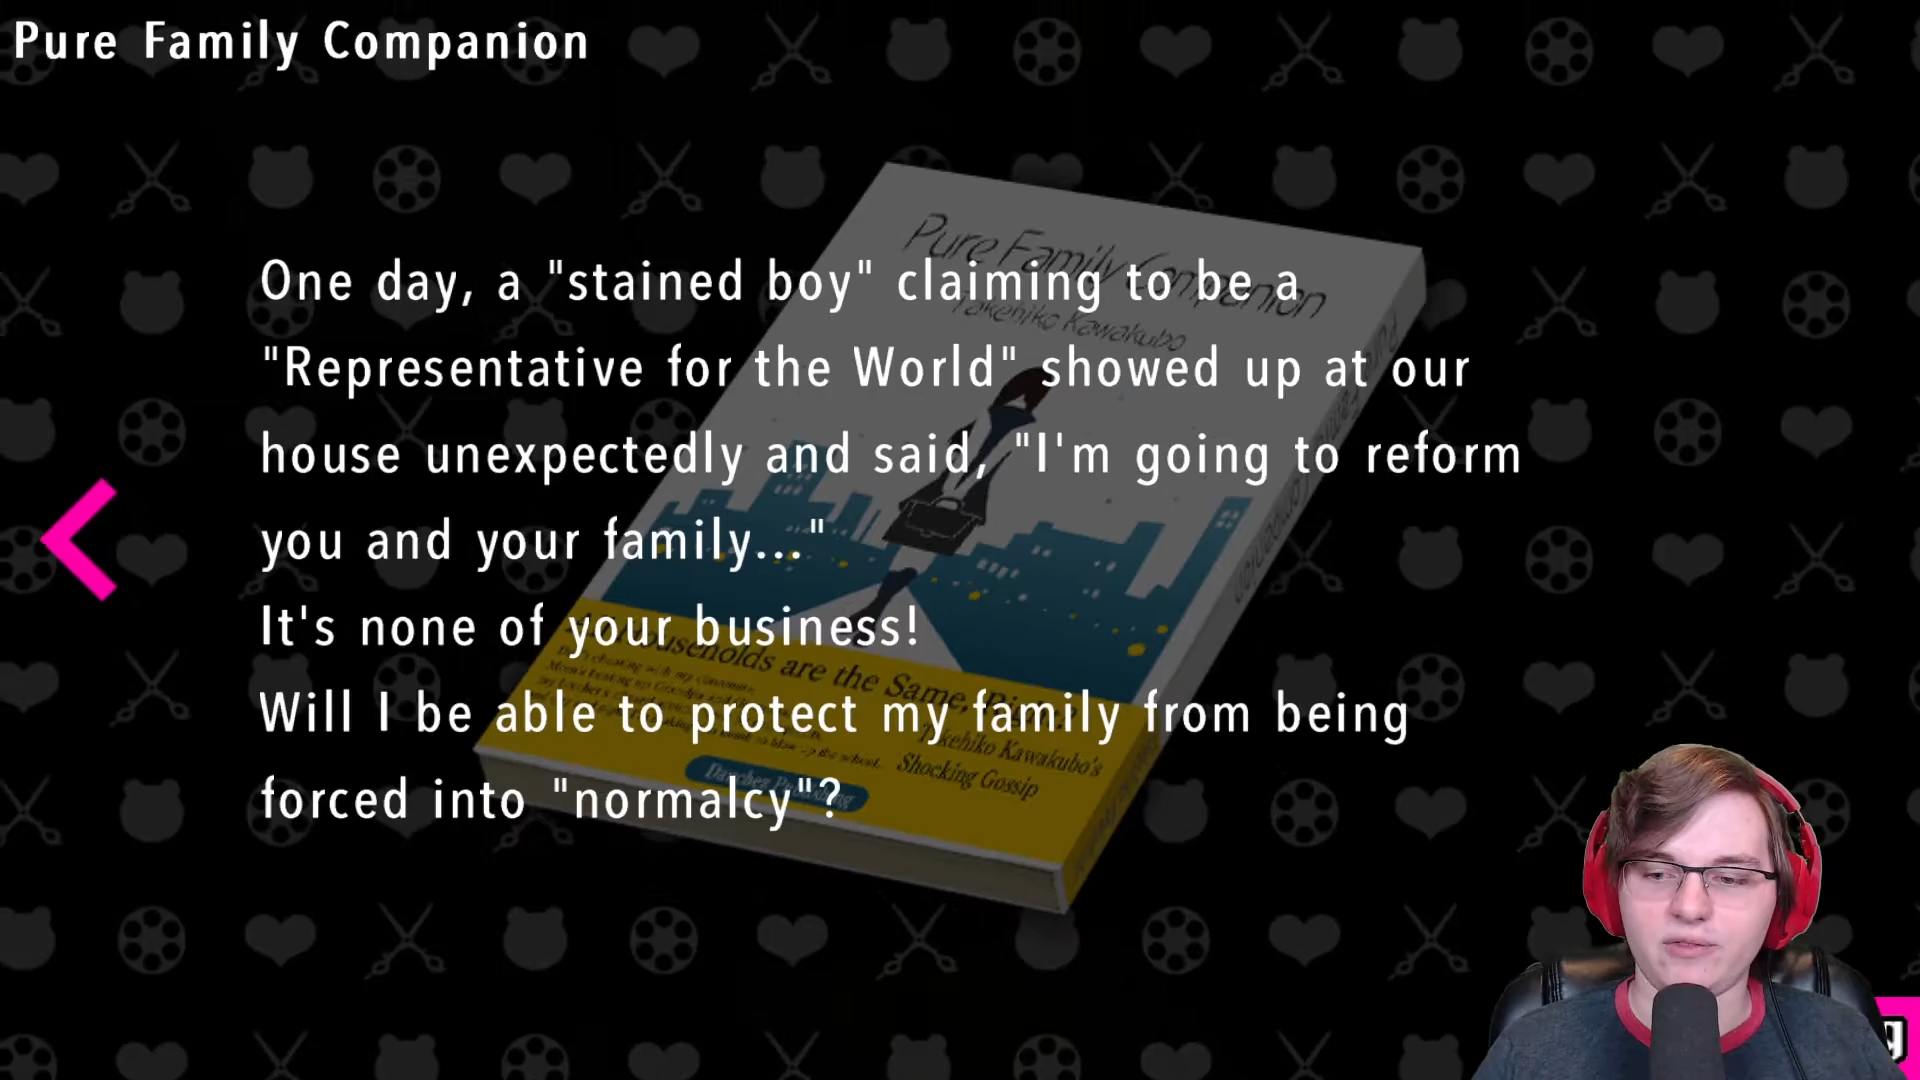 Pure Family Companion
One day, a "stained boy" claiming to be a
"Representative for the World" showed up at our
house unexpectedly and said, "I'm going to reform
you and your family..."
It's none of your business!
Will I be able to protect my family from being
forced into "normalcy"?
Pure Family Companion
Takehiko Kawakubo
Households are the Same, Right?
Takehiko Kawakubo's
Shocking Gossip